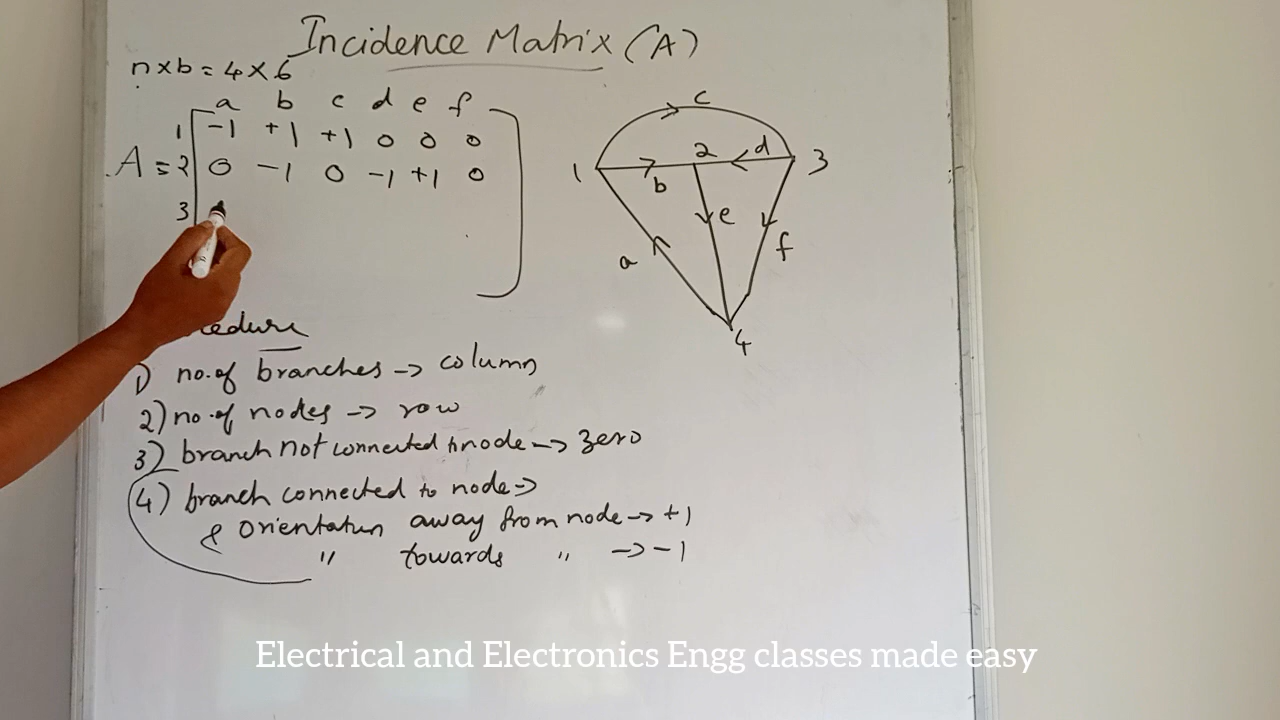 Incidence Matrix (A)
n x b = 4 x 6
a b c d e f
1 -1 +1 +1 0 0 0
A = 2 0 -1 0 -1 +1 0
3
c
1 2 d 3
b
e
a f
4
edure
1) no. of branches -> column
2) no. of nodes -> row
3) branch not connected to node -> zero
4) branch connected to node ->
& orientatun away from node -> +1
" towards " -> -1
Electrical and Electronics Engg classes made easy